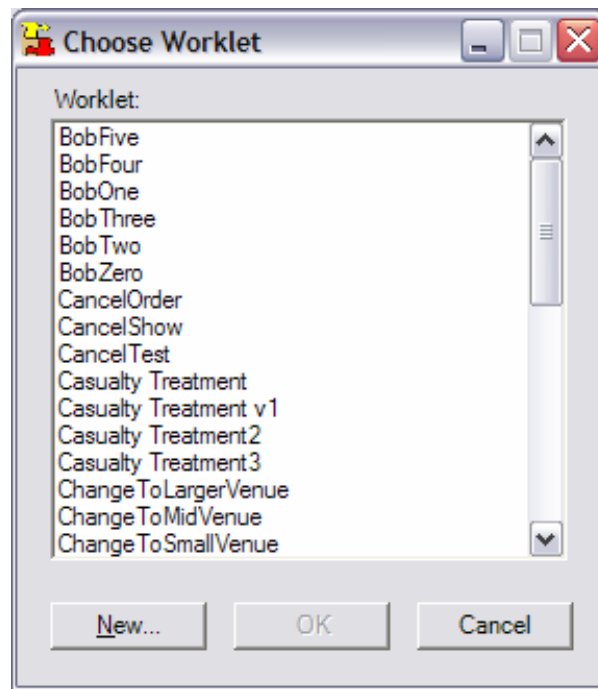 Choose Worklet
Worklet:
BobFive
BobFour
BobOne
BobThree
BobTwo
BobZero
CancelOrder
CancelShow
CancelTest
Casualty Treatment
Casualty Treatment v1
Casualty Treatment2
Casualty Treatment3
ChangeToLargerVenue
ChangeToMidVenue
ChangeToSmallVenue
New... OK Cancel